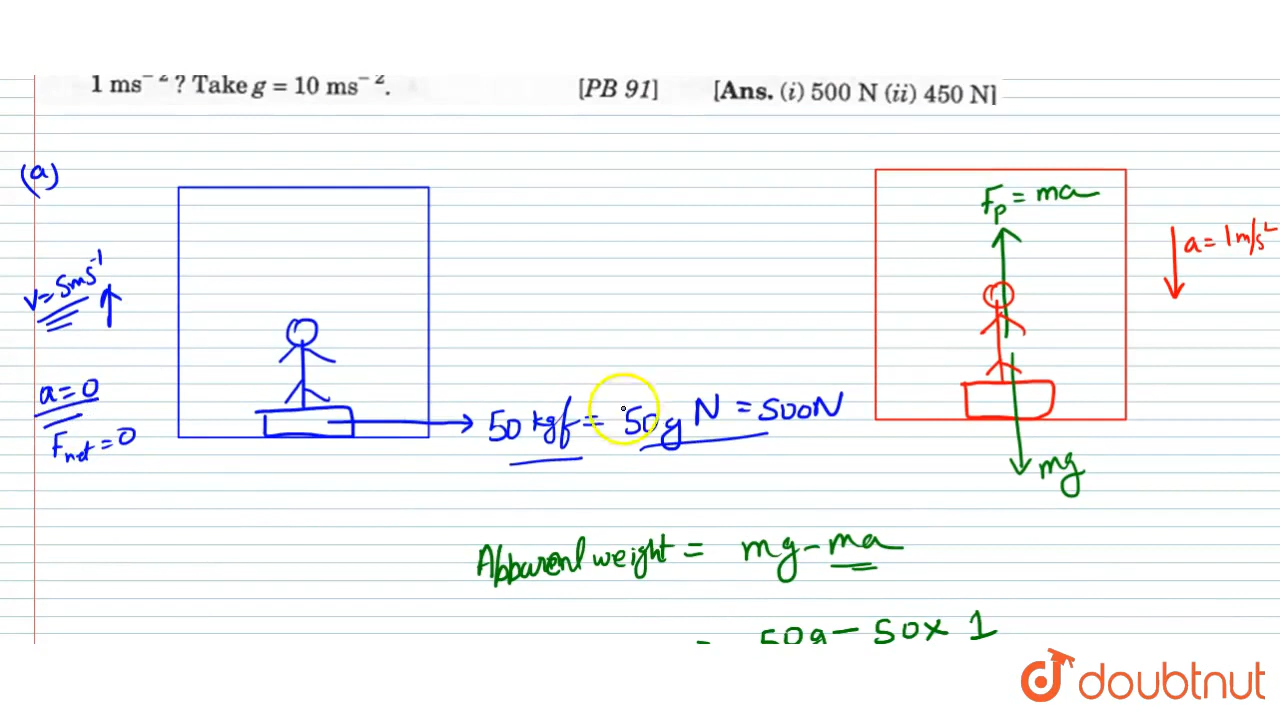 1 ms⁻² ? Take g = 10 ms⁻². [PB 91] [Ans. (i) 500 N (ii) 450 N]
(a)
Fp = ma
a = 1 m/s²
v = 5ms⁻¹
a = 0
Fnet = 0
50 kgf = 50g N = 500N
mg
Apparent weight = mg - ma
= 50g - 50 x 1
doubtnut